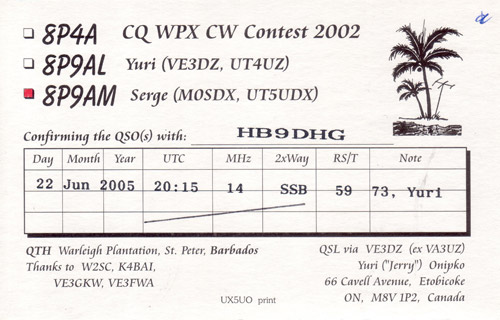 8P4A CQ WPX CW Contest 2002
8P9AL Yuri (VE3DZ, UT4UZ)
8P9AM Serge (M0SDX, UT5UDX)
Confirming the QSO(s) with: HB9DHG
Day Month Year UTC MHz 2xWay RS/T Note
22 Jun 2005 20:15 14 SSB 59 73, Yuri
QTH Warleigh Plantation, St. Peter, Barbados
Thanks to W2SC, K4BAI,
VE3GKW, VE3FWA
QSL via VE3DZ (ex VA3UZ)
Yuri ("Jerry") Onipko
66 Cavell Avenue, Etobicoke
ON, M8V 1P2, Canada
UX5UO print